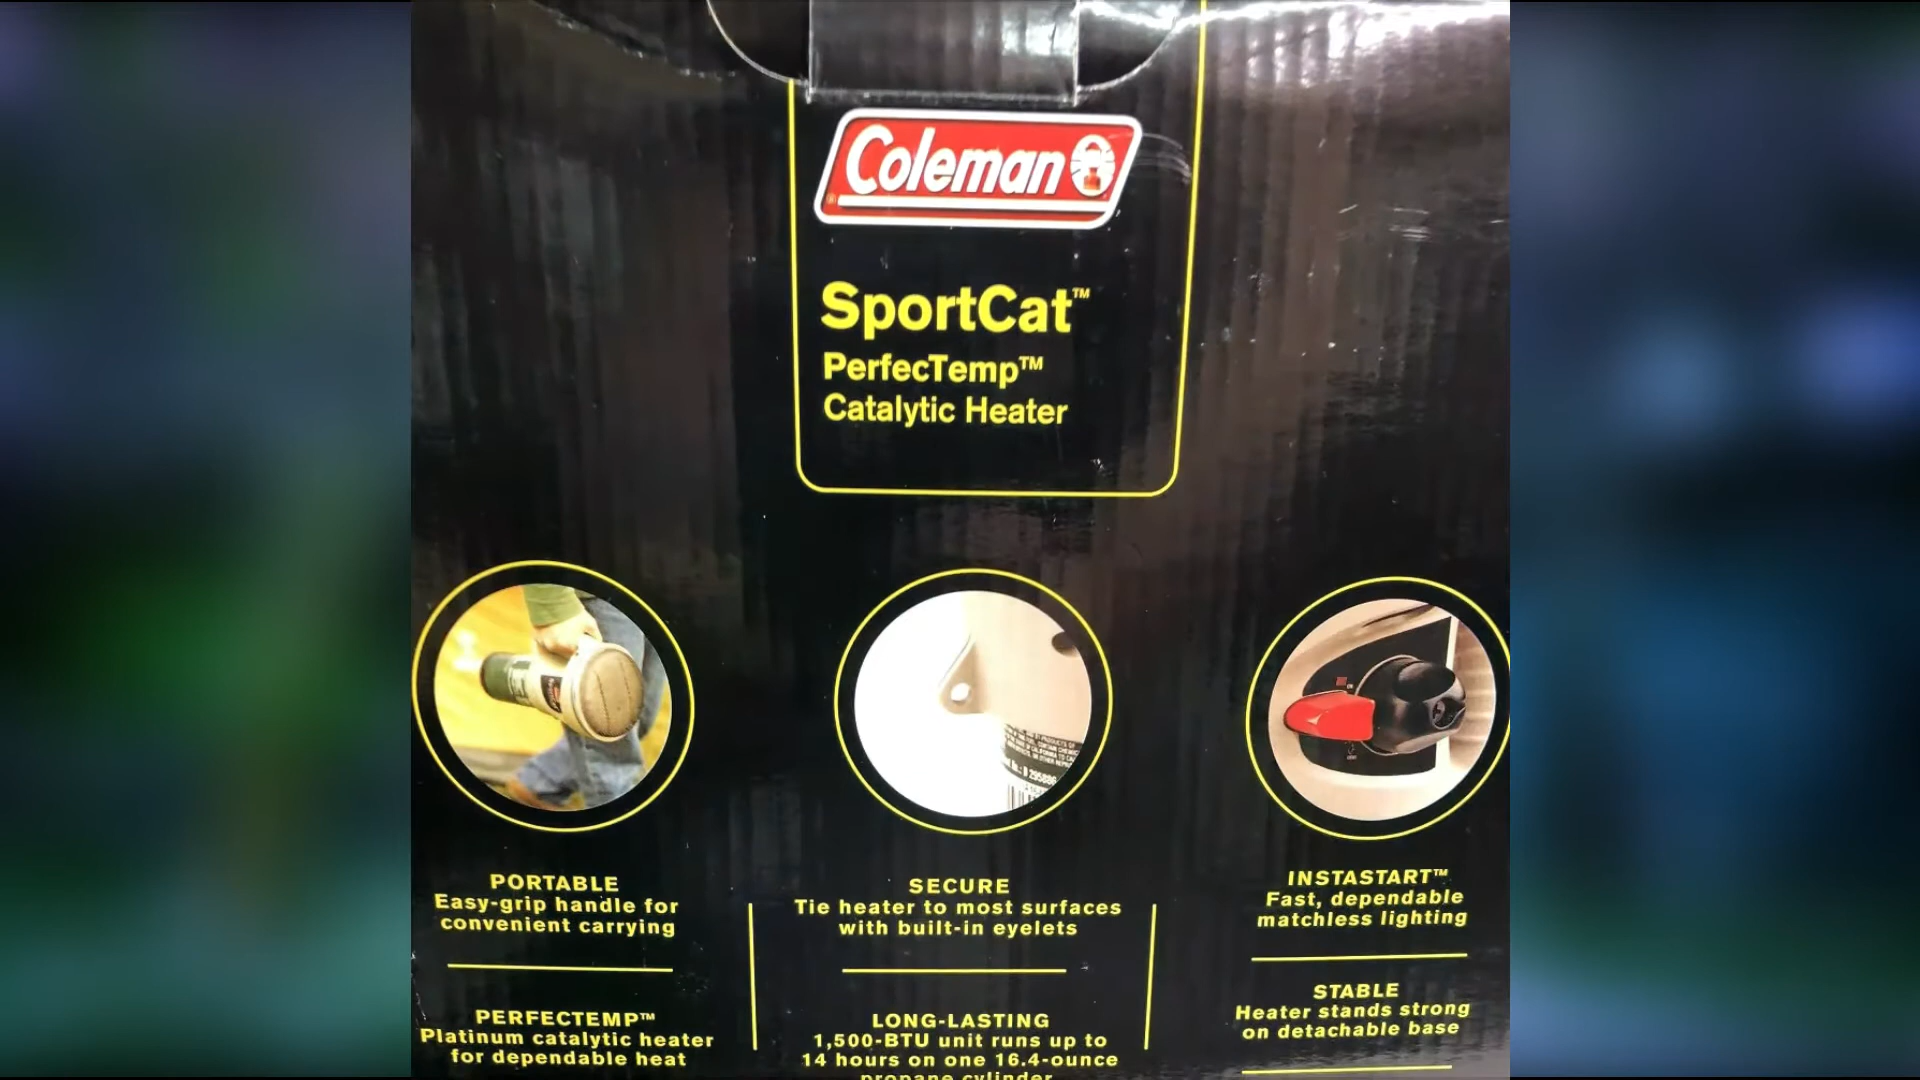 Coleman
SportCat™
PerfecTemp™
Catalytic Heater
PORTABLE
Easy-grip handle for
convenient carrying
PERFECTEMP™
Platinum catalytic heater
for dependable heat
SECURE
Tie heater to most surfaces
with built-in eyelets
LONG-LASTING
1,500-BTU unit runs up to
14 hours on one 16.4-ounce
propane cylinder
INSTASTART™
Fast, dependable
matchless lighting
STABLE
Heater stands strong
on detachable base